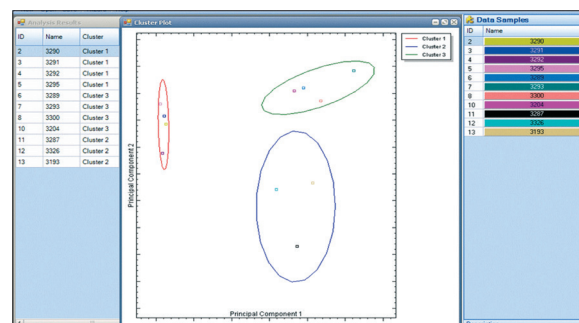 Analysis Results
ID Name Cluster
2 3290 Cluster 1
3 3291 Cluster 1
4 3292 Cluster 1
5 3295 Cluster 1
6 3289 Cluster 3
7 3293 Cluster 3
8 3300 Cluster 3
10 3204 Cluster 3
11 3287 Cluster 2
12 3326 Cluster 2
13 3193 Cluster 2
Cluster Plot
Cluster 1
Cluster 2
Cluster 3
Principal Component 2
Principal Component 1
Data Samples
ID Name
2 3290
3 3291
4 3292
5 3295
6 3289
7 3293
8 3300
10 3204
11 3287
12 3326
13 3193